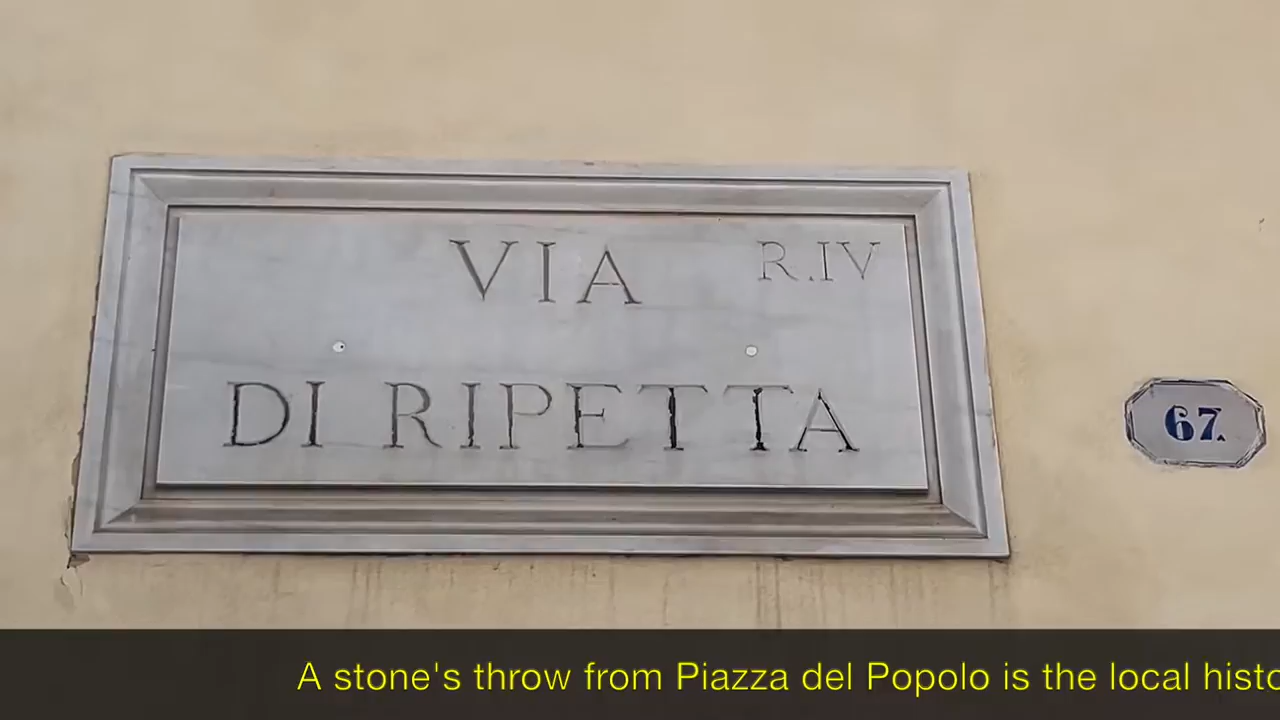 VIA R.IV
DI RIPETTA
67.
A stone's throw from Piazza del Popolo is the local